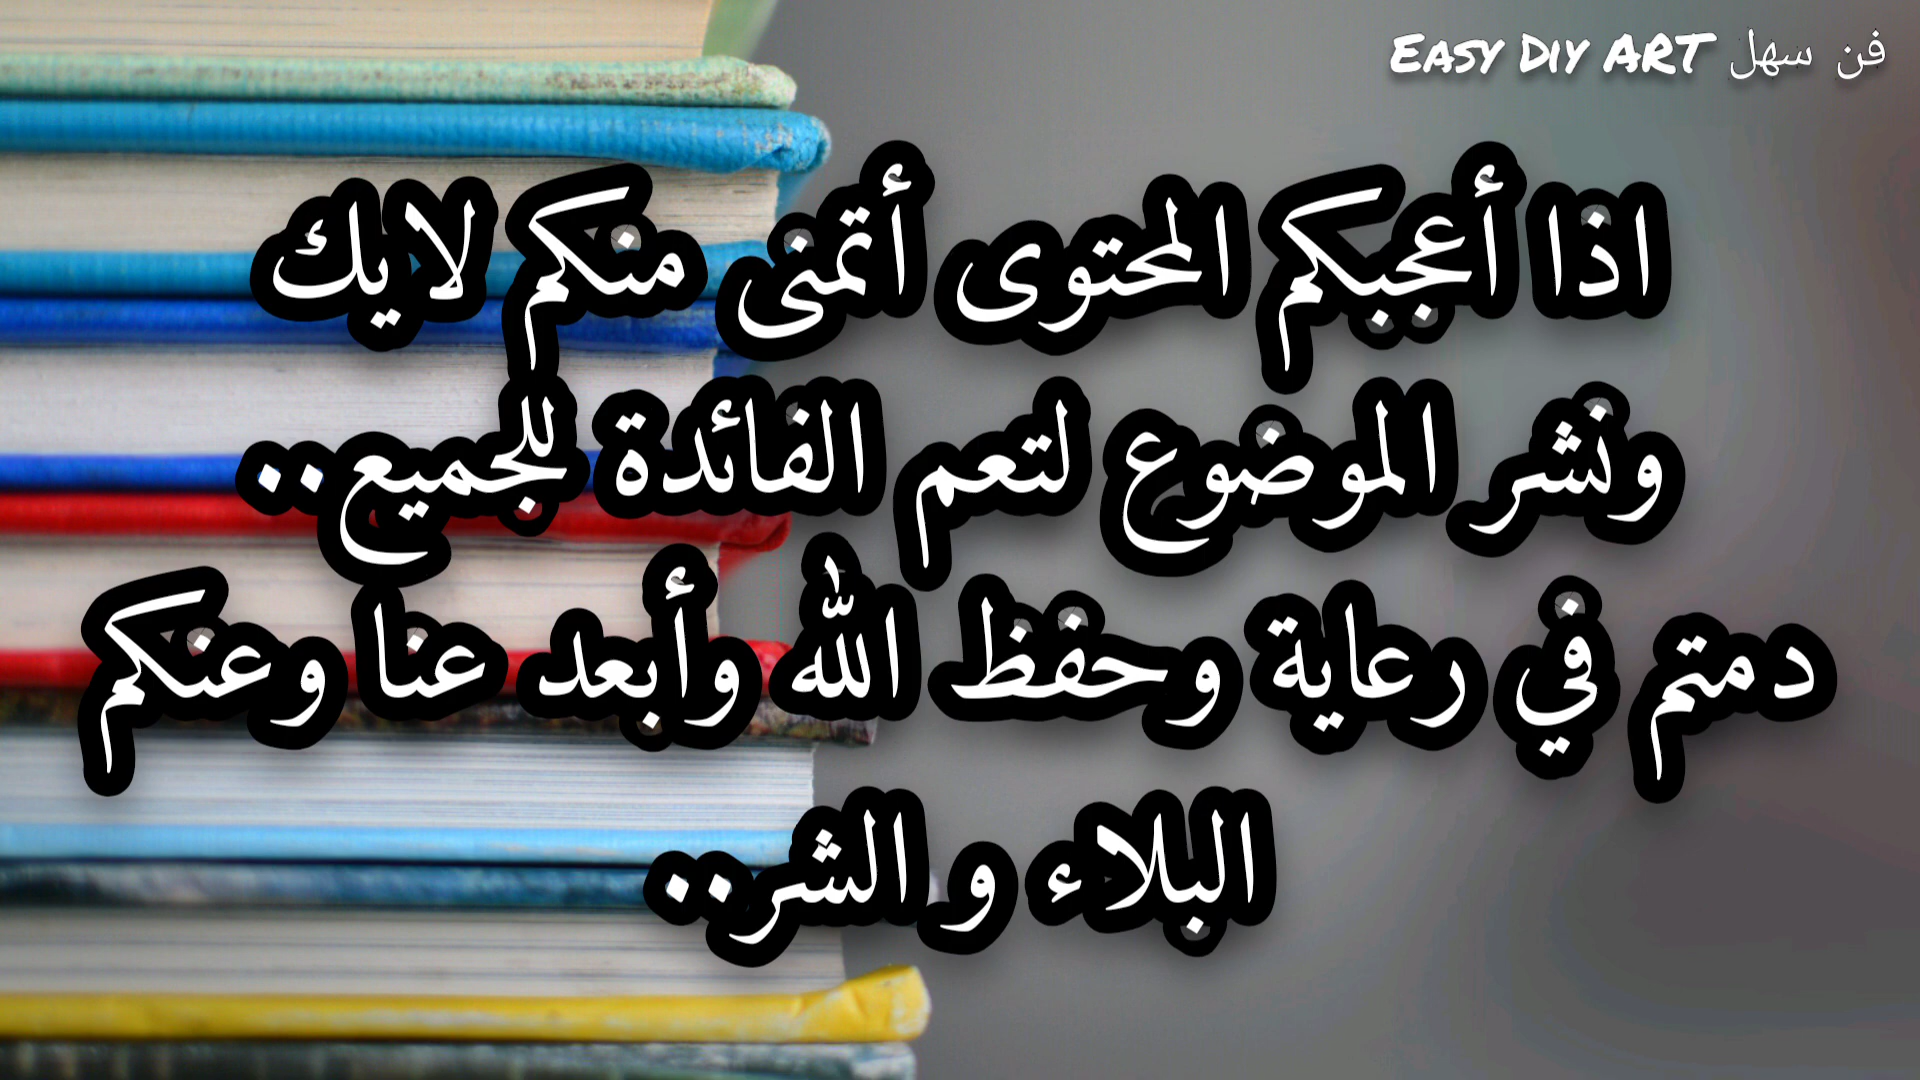 فن سهل Easy Diy ART
اذا أعجبكم المحتوى أتمنى منكم لايك
ونشر الموضوع لتعم الفائدة للجميع..
دمتم في رعاية وحفظ الله وأبعد عنا وعنكم
البلاء و الشر..